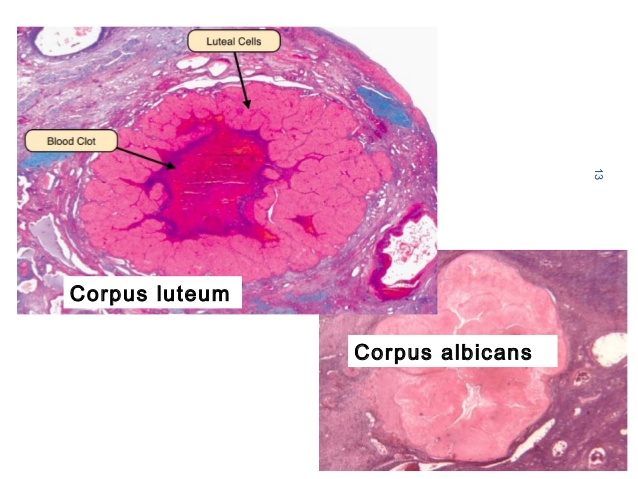 Luteal Cells
Blood Clot
13
Corpus luteum
Corpus albicans